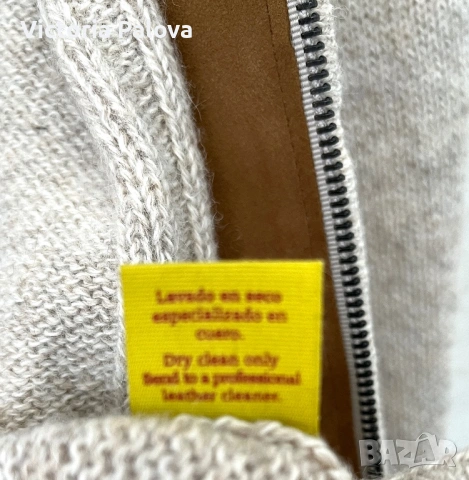 Victoria Palova
Lavado en seco
especializado en
cuero.
Dry clean only
Send to a professional
leather cleaner.
BAZAR